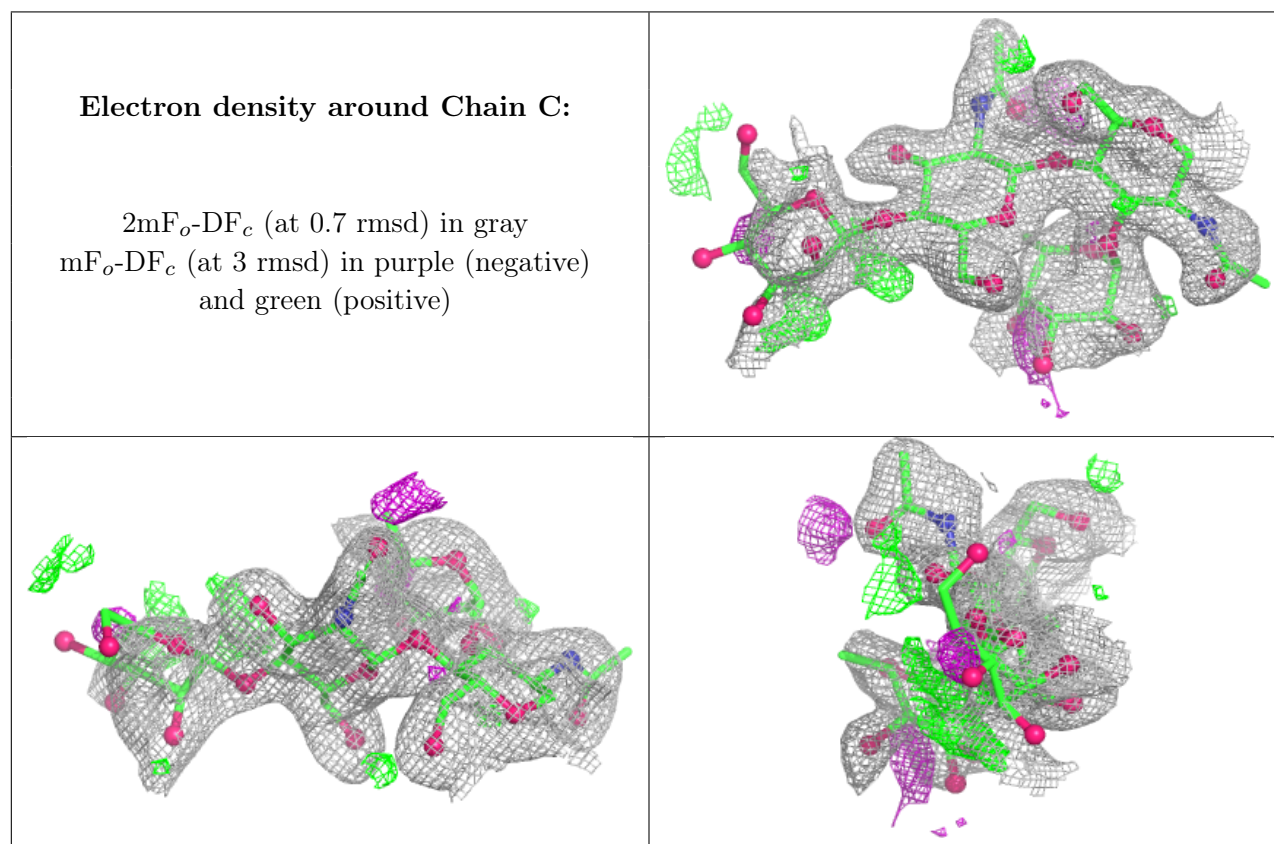 Electron density around Chain C:
2mFₒ-DF𝑐 (at 0.7 rmsd) in gray
mFₒ-DF𝑐 (at 3 rmsd) in purple (negative)
and green (positive)